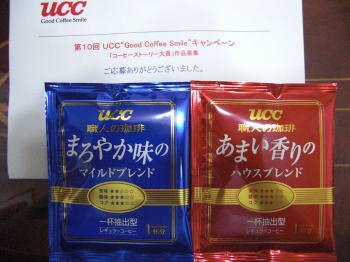 UCC
Good Coffee Smile
第10回 UCC"Good Coffee Smile"キャンペーン
「コーヒーストーリー大賞」作品募集
ご応募ありがとうございました。
UCC
職人の珈琲
まろやか味の
マイルドブレンド
一杯抽出型
レギュラーコーヒー
1杯分
UCC
職人の珈琲
あまい香りの
ハウスブレンド
一杯抽出型
レギュラーコーヒー
1杯分